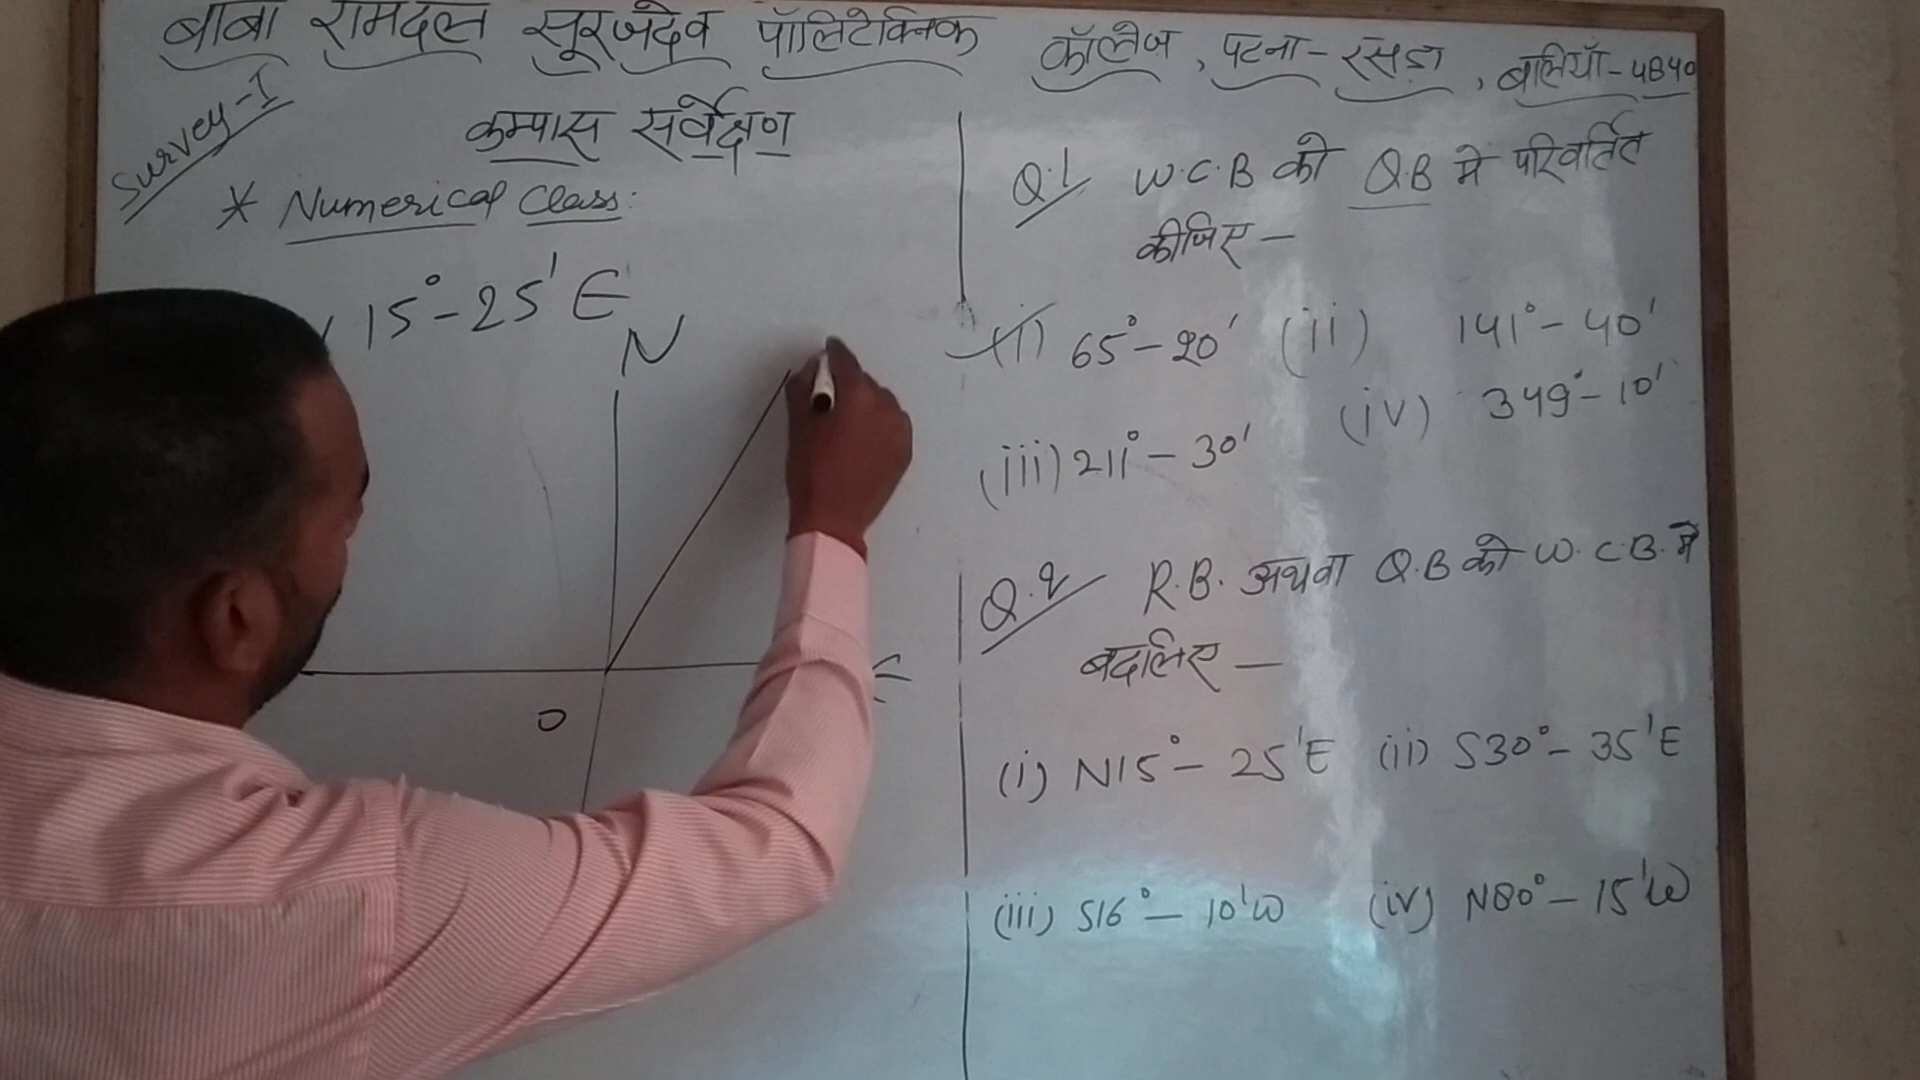 बाबा रामदल सूरजदेव पॉलिटेक्निक कॉलेज, पटना-रसड़ा, बलियाँ-4B40
Survey-I
कम्पास सर्वेक्षण
* Numerical Class:
15°-25'E
N
E
O
Q.1 W.C.B को Q.B मे परिवर्तित
कीजिए -
(i) 65°-20' (ii) 141°-40'
(iii) 211°-30' (iv) 349°-10'
Q.2 R.B. अथवा Q.B को W.C.B. मे
बदलिए -
(i) N15°-25'E (ii) S30°-35'E
(iii) S16°-10'W (iv) N80°-15'W